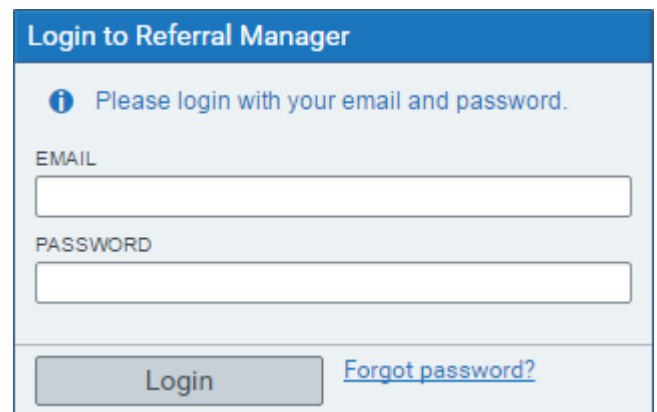 Login to Referral Manager
Please login with your email and password.
EMAIL
PASSWORD
Login
Forgot password?